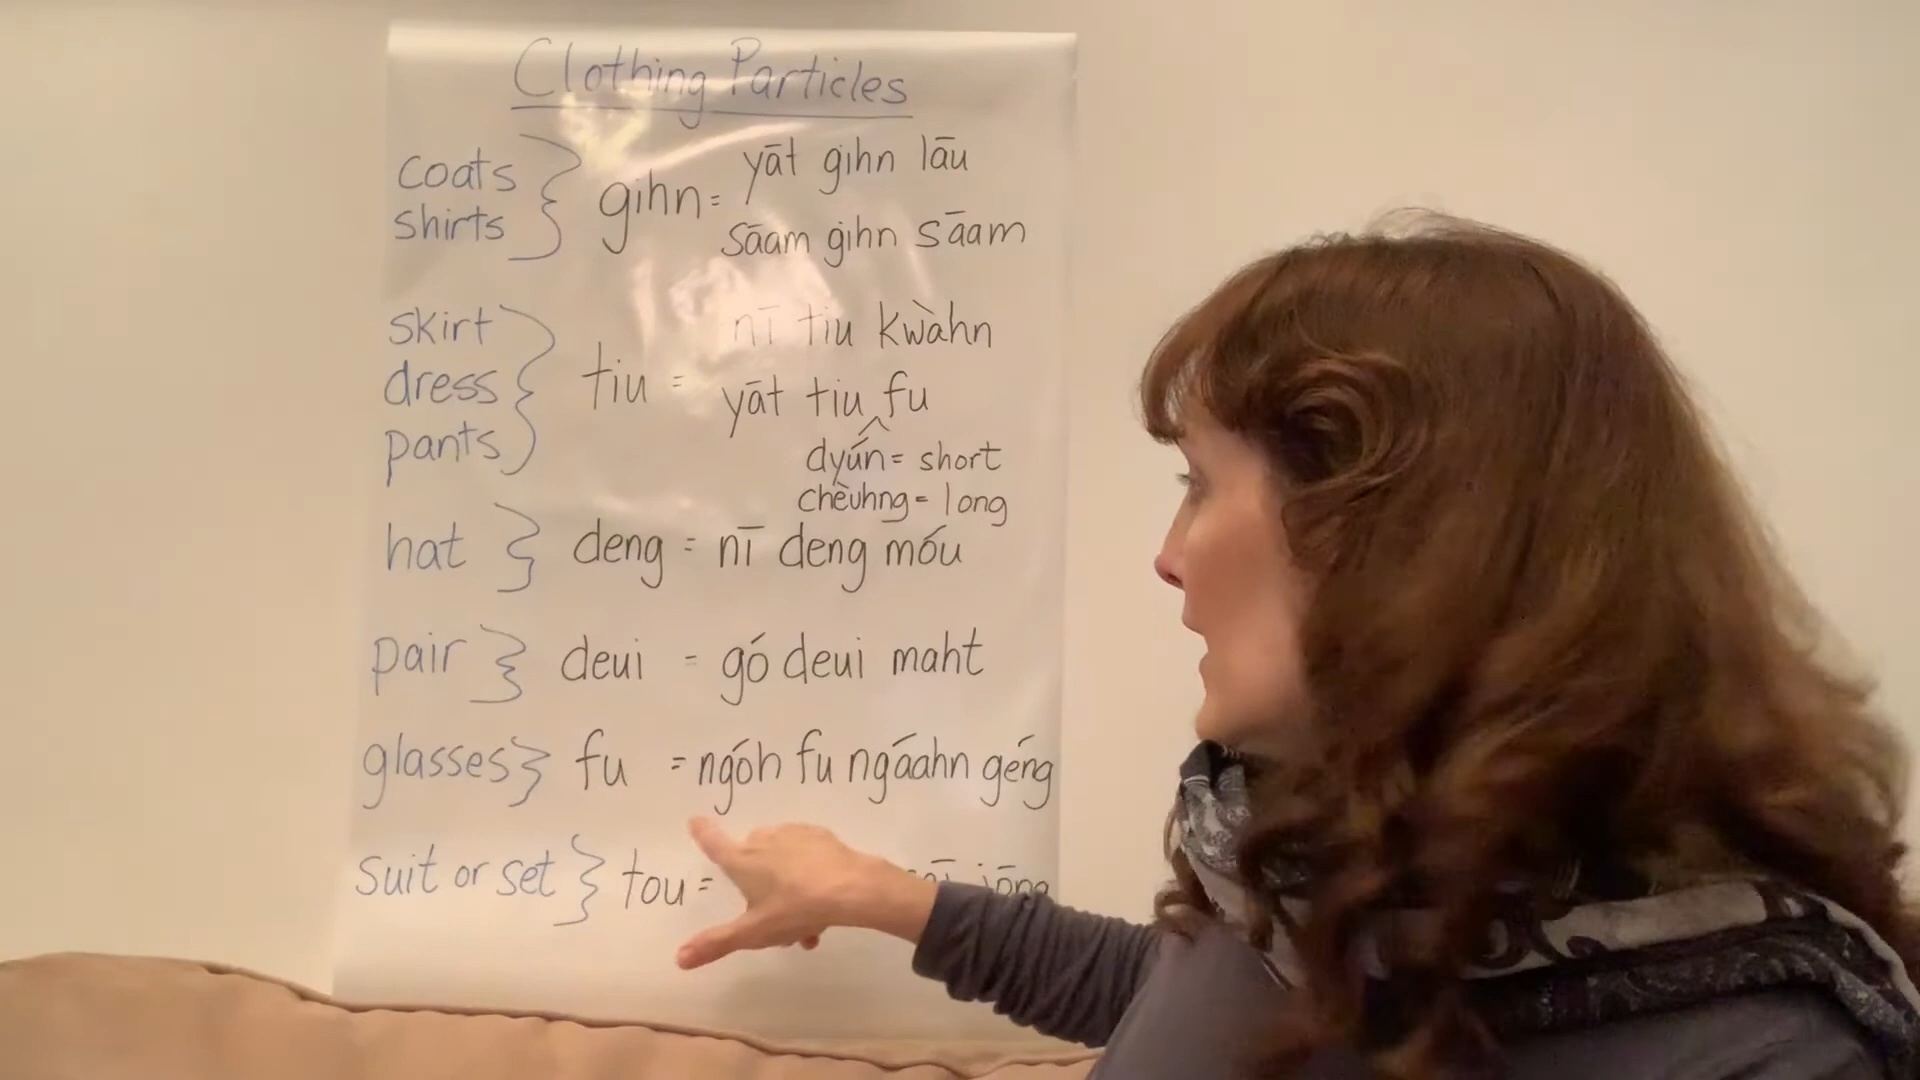 Clothing Particles
coats
shirts
} gihn =
yāt gihn lāu
sāam gihn sāam
skirt
dress
pants
} tiu =
nī tiu kwàhn
yāt tiu ^ fu
dyún = short
chèuhng = long
hat } deng = nī deng móu
pair } deui = gó deui maht
glasses } fu = ngóh fu ngáahn géng
suit or set } tou =